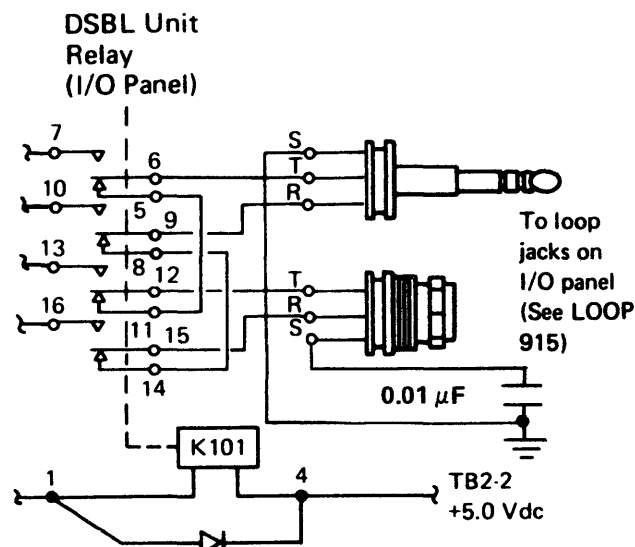 DSBL Unit
Relay
(I/O Panel)
7
6
S
T
R
10
5
9
13
8
12
T
R
S
16
11
15
14
To loop
jacks on
I/O panel
(See LOOP
915)
0.01 μF
K101
1
4
TB2-2
+5.0 Vdc